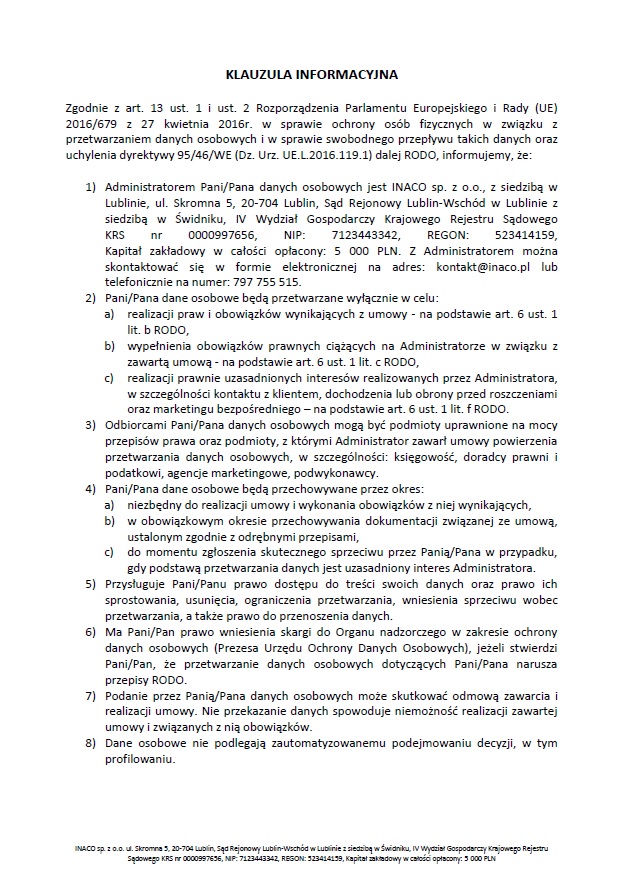 KLAUZULA INFORMACYJNA
Zgodnie z art. 13 ust. 1 i ust. 2 Rozporządzenia Parlamentu Europejskiego i Rady (UE)
2016/679 z 27 kwietnia 2016r. w sprawie ochrony osób fizycznych w związku z
przetwarzaniem danych osobowych i w sprawie swobodnego przepływu takich danych oraz
uchylenia dyrektywy 95/46/WE (Dz. Urz. UE.L.2016.119.1) dalej RODO, informujemy, że:
1) Administratorem Pani/Pana danych osobowych jest INACO sp. z o.o., z siedzibą w
Lublinie, ul. Skromna 5, 20-704 Lublin, Sąd Rejonowy Lublin-Wschód w Lublinie z
siedzibą w Świdniku, IV Wydział Gospodarczy Krajowego Rejestru Sądowego
KRS nr 0000997656, NIP: 7123443342, REGON: 523414159,
Kapitał zakładowy w całości opłacony: 5 000 PLN. Z Administratorem można
skontaktować się w formie elektronicznej na adres: kontakt@inaco.pl lub
telefonicznie na numer: 797 755 515.
2) Pani/Pana dane osobowe będą przetwarzane wyłącznie w celu:
a) realizacji praw i obowiązków wynikających z umowy - na podstawie art. 6 ust. 1
lit. b RODO,
b) wypełnienia obowiązków prawnych ciążących na Administratorze w związku z
zawartą umową - na podstawie art. 6 ust. 1 lit. c RODO,
c) realizacji prawnie uzasadnionych interesów realizowanych przez Administratora,
w szczególności kontaktu z klientem, dochodzenia lub obrony przed roszczeniami
oraz marketingu bezpośredniego – na podstawie art. 6 ust. 1 lit. f RODO.
3) Odbiorcami Pani/Pana danych osobowych mogą być podmioty uprawnione na mocy
przepisów prawa oraz podmioty, z którymi Administrator zawarł umowy powierzenia
przetwarzania danych osobowych, w szczególności: księgowość, doradcy prawni i
podatkowi, agencje marketingowe, podwykonawcy.
4) Pani/Pana dane osobowe będą przechowywane przez okres:
a) niezbędny do realizacji umowy i wykonania obowiązków z niej wynikających,
b) w obowiązkowym okresie przechowywania dokumentacji związanej ze umową,
ustalonym zgodnie z odrębnymi przepisami,
c) do momentu zgłoszenia skutecznego sprzeciwu przez Panią/Pana w przypadku,
gdy podstawą przetwarzania danych jest uzasadniony interes Administratora.
5) Przysługuje Pani/Panu prawo dostępu do treści swoich danych oraz prawo ich
sprostowania, usunięcia, ograniczenia przetwarzania, wniesienia sprzeciwu wobec
przetwarzania, a także prawo do przenoszenia danych.
6) Ma Pani/Pan prawo wniesienia skargi do Organu nadzorczego w zakresie ochrony
danych osobowych (Prezesa Urzędu Ochrony Danych Osobowych), jeżeli stwierdzi
Pani/Pan, że przetwarzanie danych osobowych dotyczących Pani/Pana narusza
przepisy RODO.
7) Podanie przez Panią/Pana danych osobowych może skutkować odmową zawarcia i
realizacji umowy. Nie przekazanie danych spowoduje niemożność realizacji zawartej
umowy i związanych z nią obowiązków.
8) Dane osobowe nie podlegają zautomatyzowanemu podejmowaniu decyzji, w tym
profilowaniu.
INACO sp. z o.o. ul. Skromna 5, 20-704 Lublin, Sąd Rejonowy Lublin-Wschód w Lublinie z siedzibą w Świdniku, IV Wydział Gospodarczy Krajowego Rejestru
Sądowego KRS nr 0000997656, NIP: 7123443342, REGON: 523414159, Kapitał zakładowy w całości opłacony: 5 000 PLN